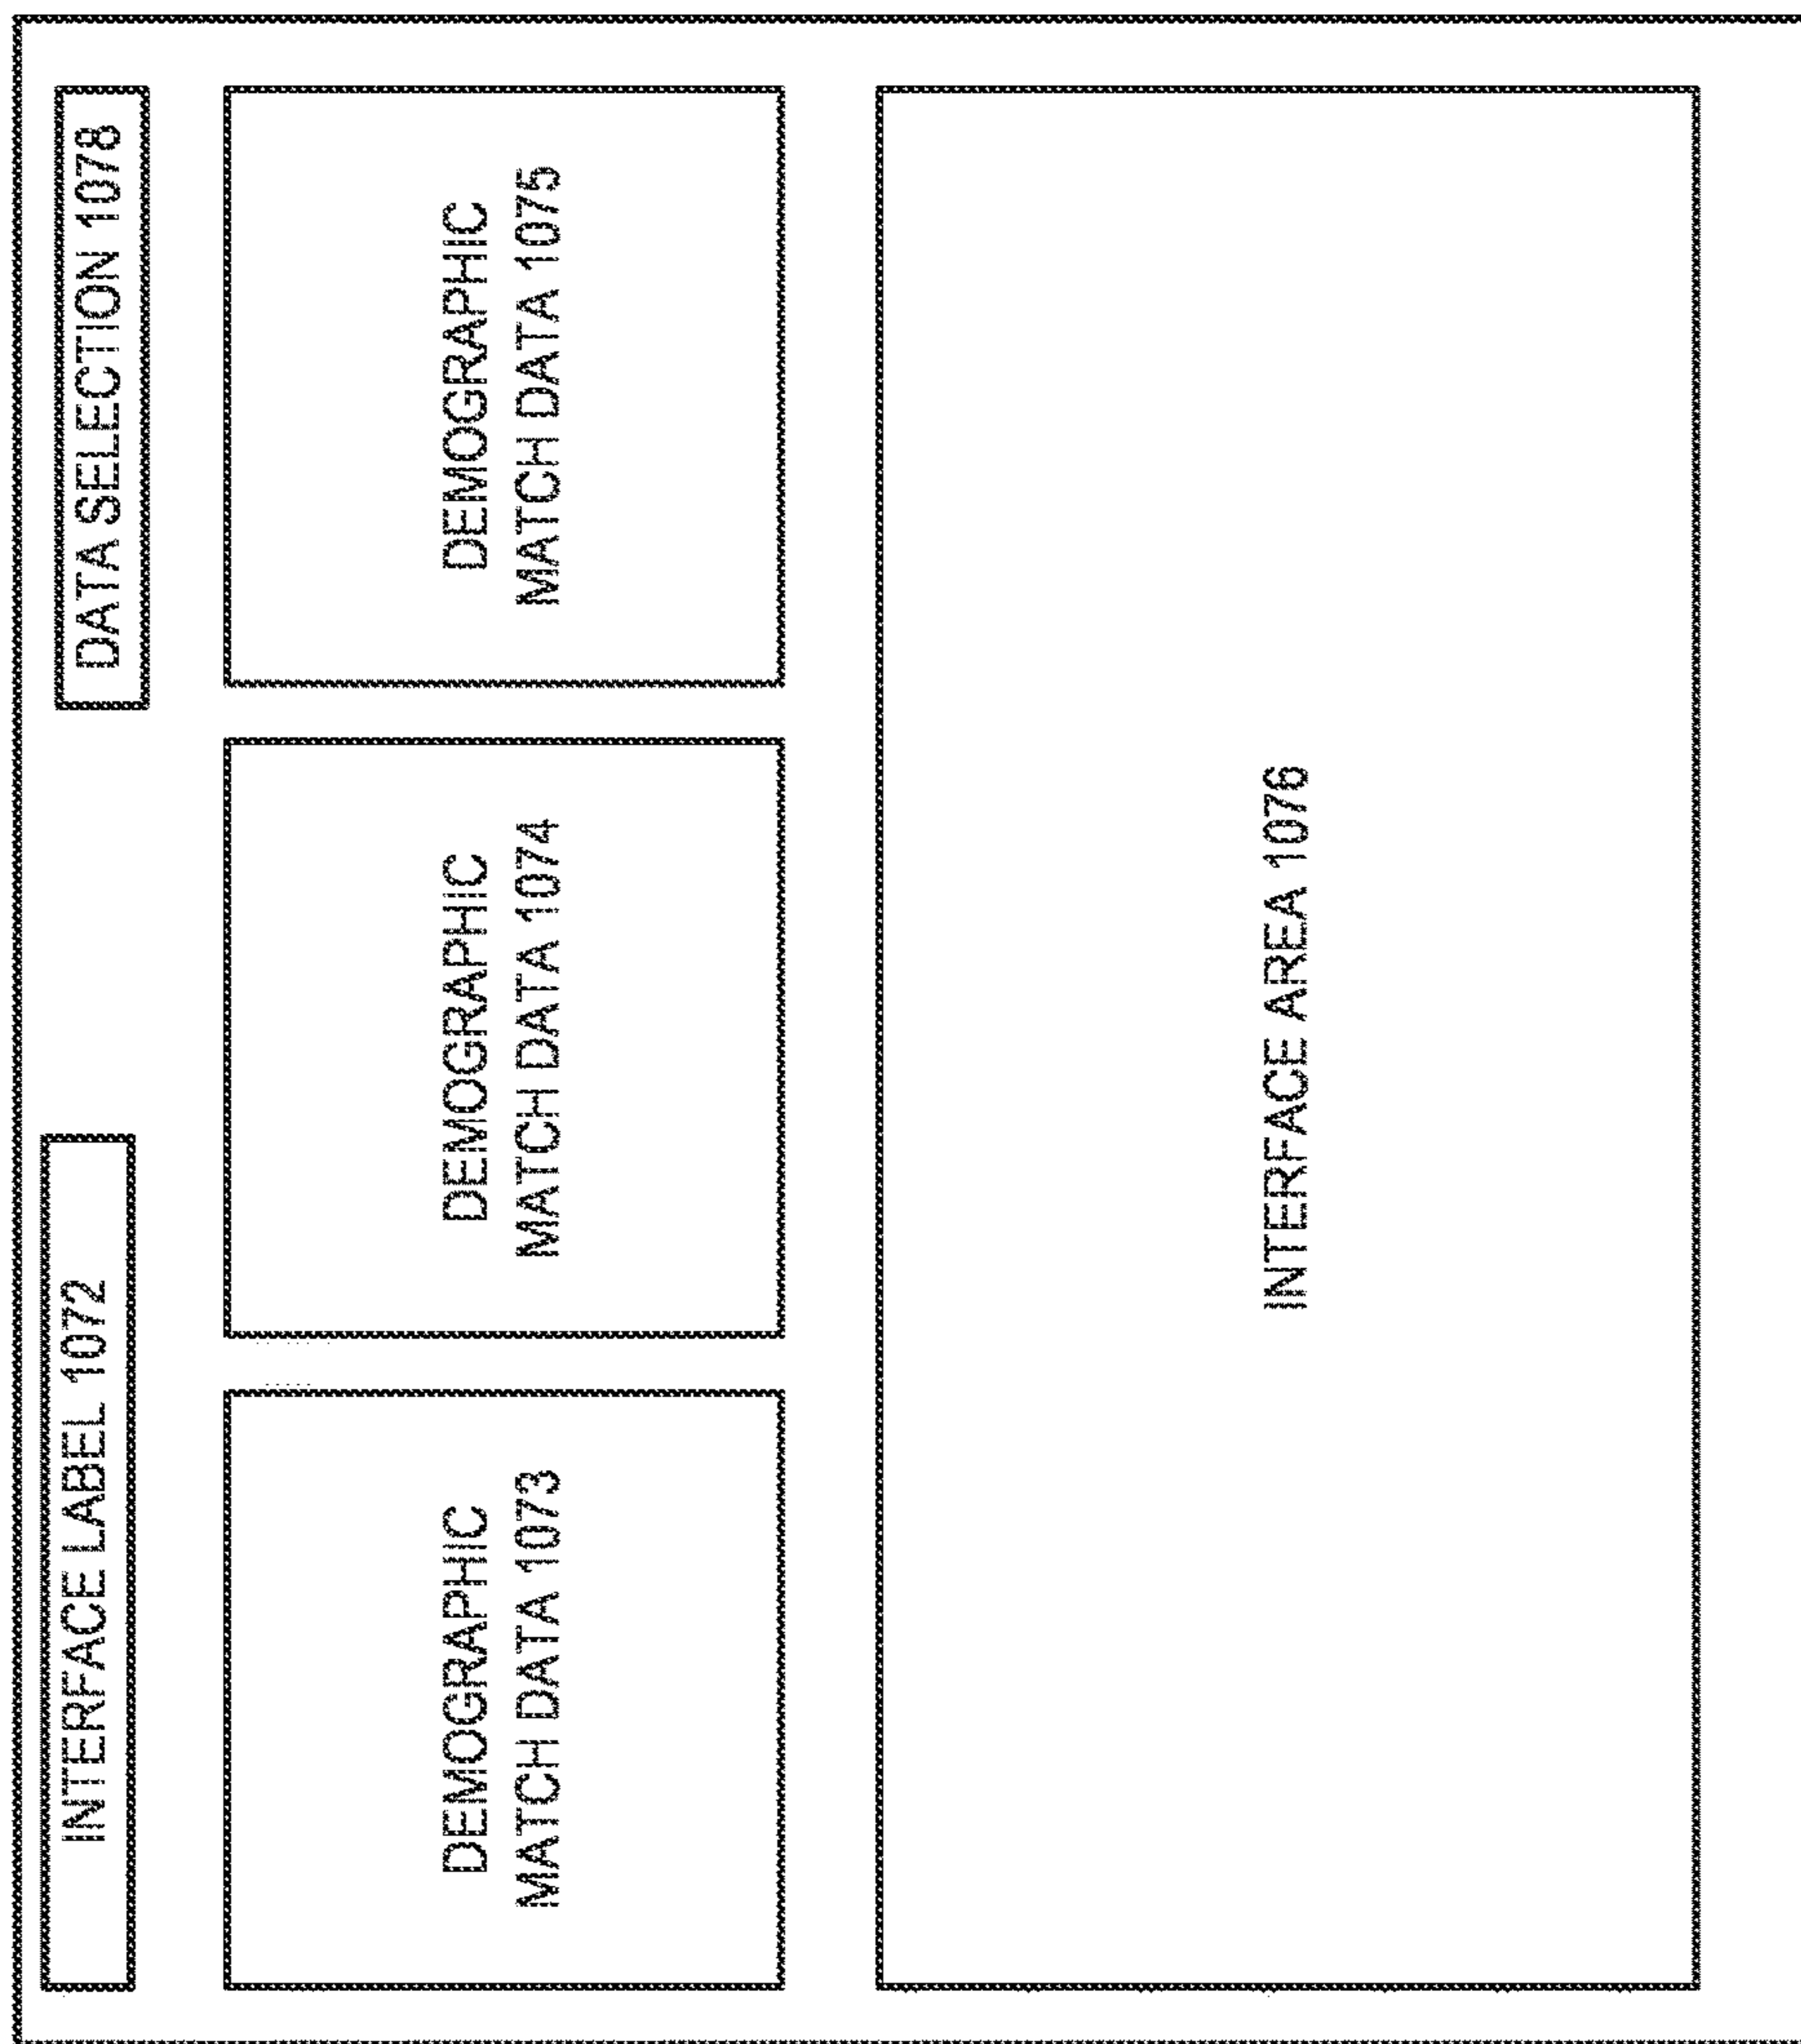 INTERFACE LABEL 1072
DATA SELECTION 1078
DEMOGRAPHIC
MATCH DATA 1073
DEMOGRAPHIC
MATCH DATA 1074
DEMOGRAPHIC
MATCH DATA 1075
INTERFACE AREA 1076